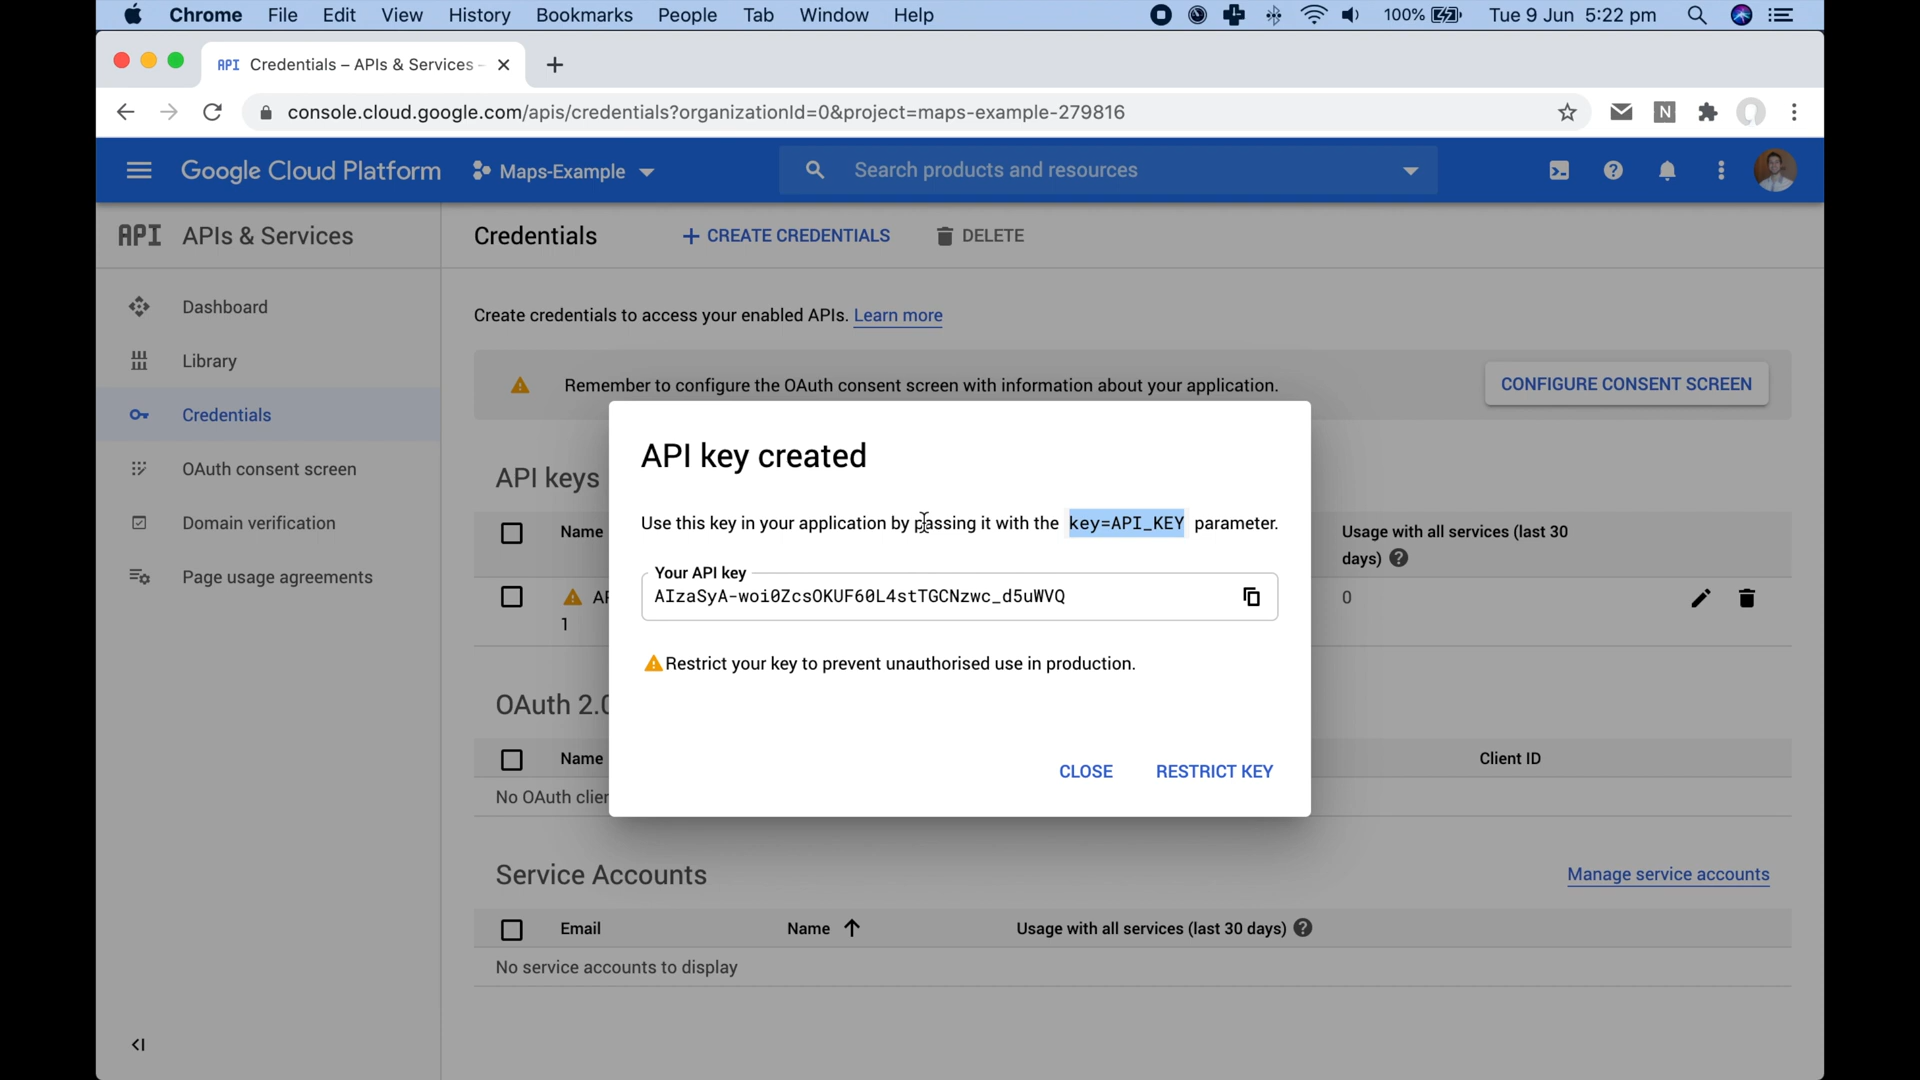 Chrome File Edit View History Bookmarks People Tab Window Help 100% Tue 9 Jun 5:22 pm
API Credentials – APIs & Services -
console.cloud.google.com/apis/credentials?organizationId=0&project=maps-example-279816
N
Google Cloud Platform Maps-Example Search products and resources
API APIs & Services
Credentials + CREATE CREDENTIALS DELETE
Dashboard
Library
Credentials
OAuth consent screen
Domain verification
Page usage agreements
Create credentials to access your enabled APIs. Learn more
Remember to configure the OAuth consent screen with information about your application. CONFIGURE CONSENT SCREEN
API keys
Name
Usage with all services (last 30
days)
AP
1
0
API key created
Use this key in your application by passing it with the key=API_KEY parameter.
Your API key
AIzaSyA-woi0ZcsOKUF60L4stTGCNzwc_d5uWVQ
Restrict your key to prevent unauthorised use in production.
CLOSE RESTRICT KEY
OAuth 2.0
Name Client ID
No OAuth clien
Service Accounts Manage service accounts
Email Name Usage with all services (last 30 days)
No service accounts to display